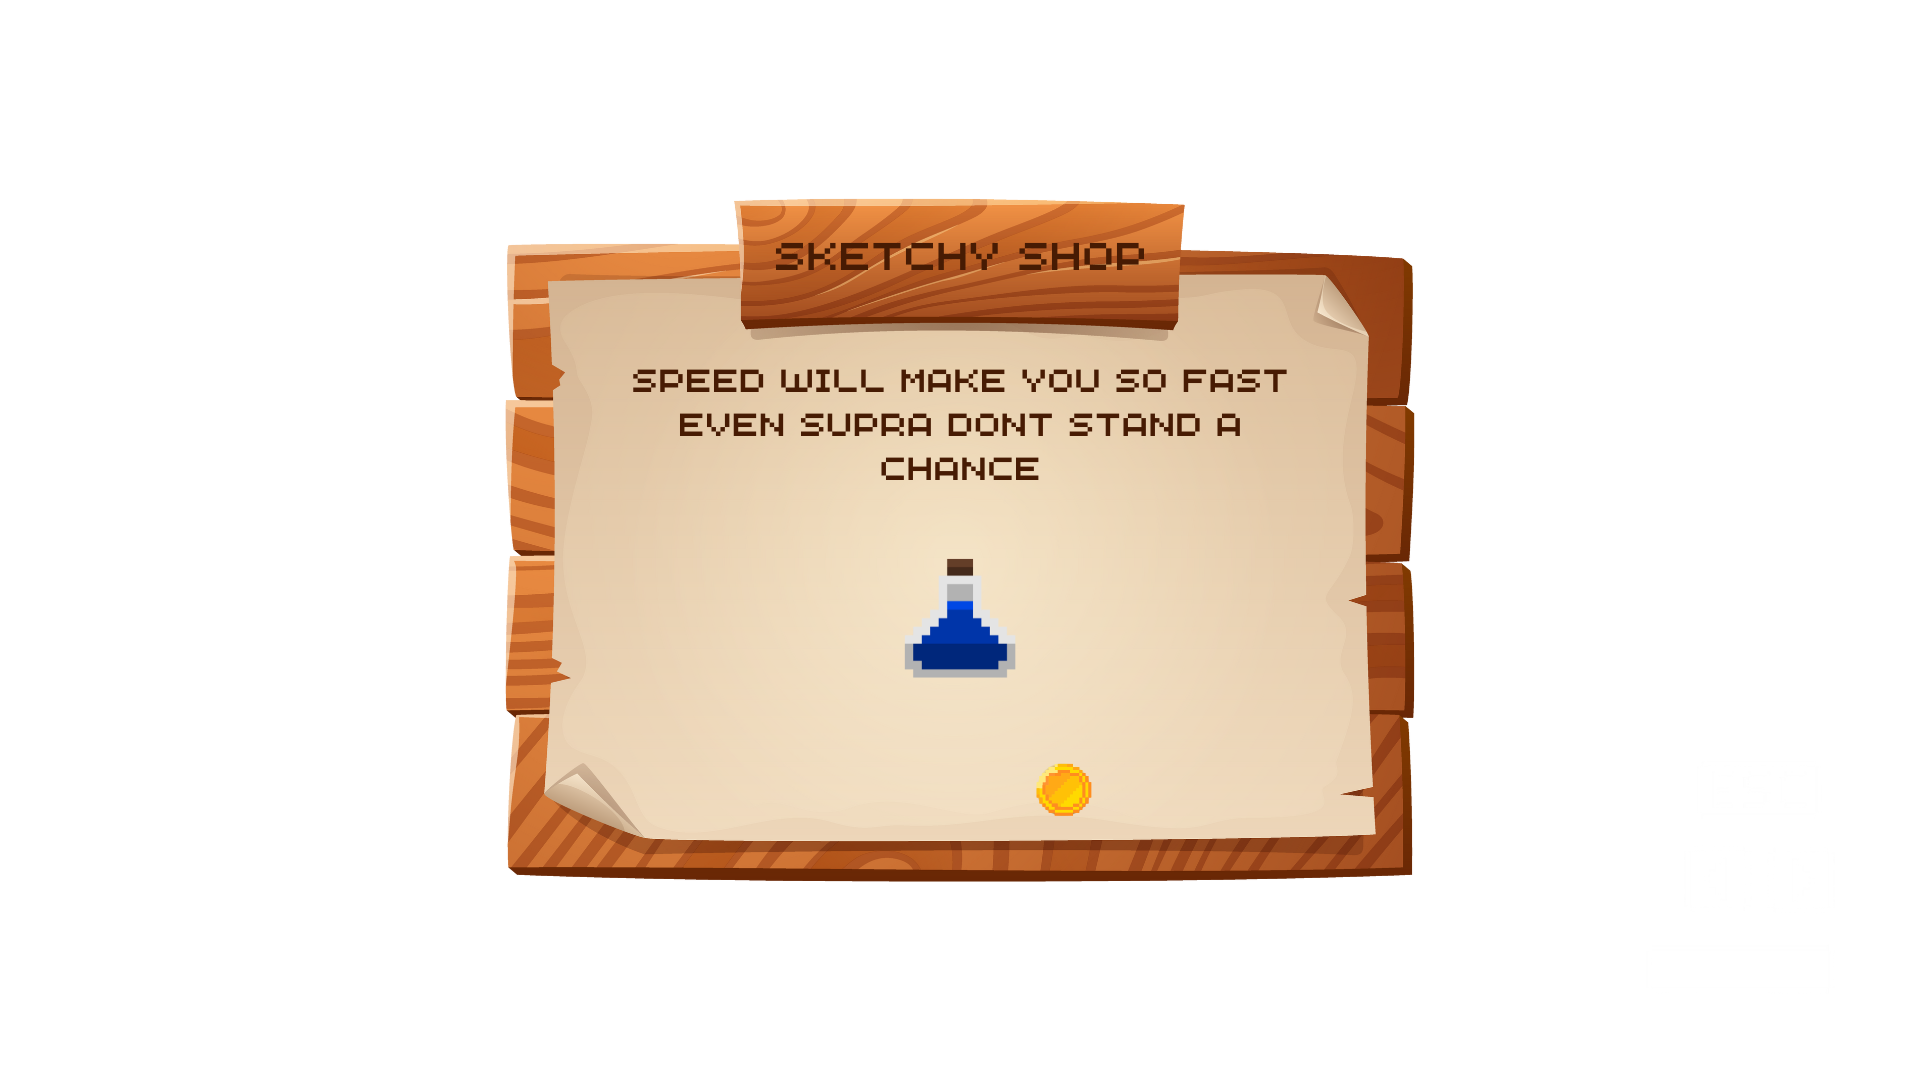 SKETCHY SHOP
SPEED WILL MAKE YOU SO FAST
EVEN SUPRA DONT STAND A
CHANCE